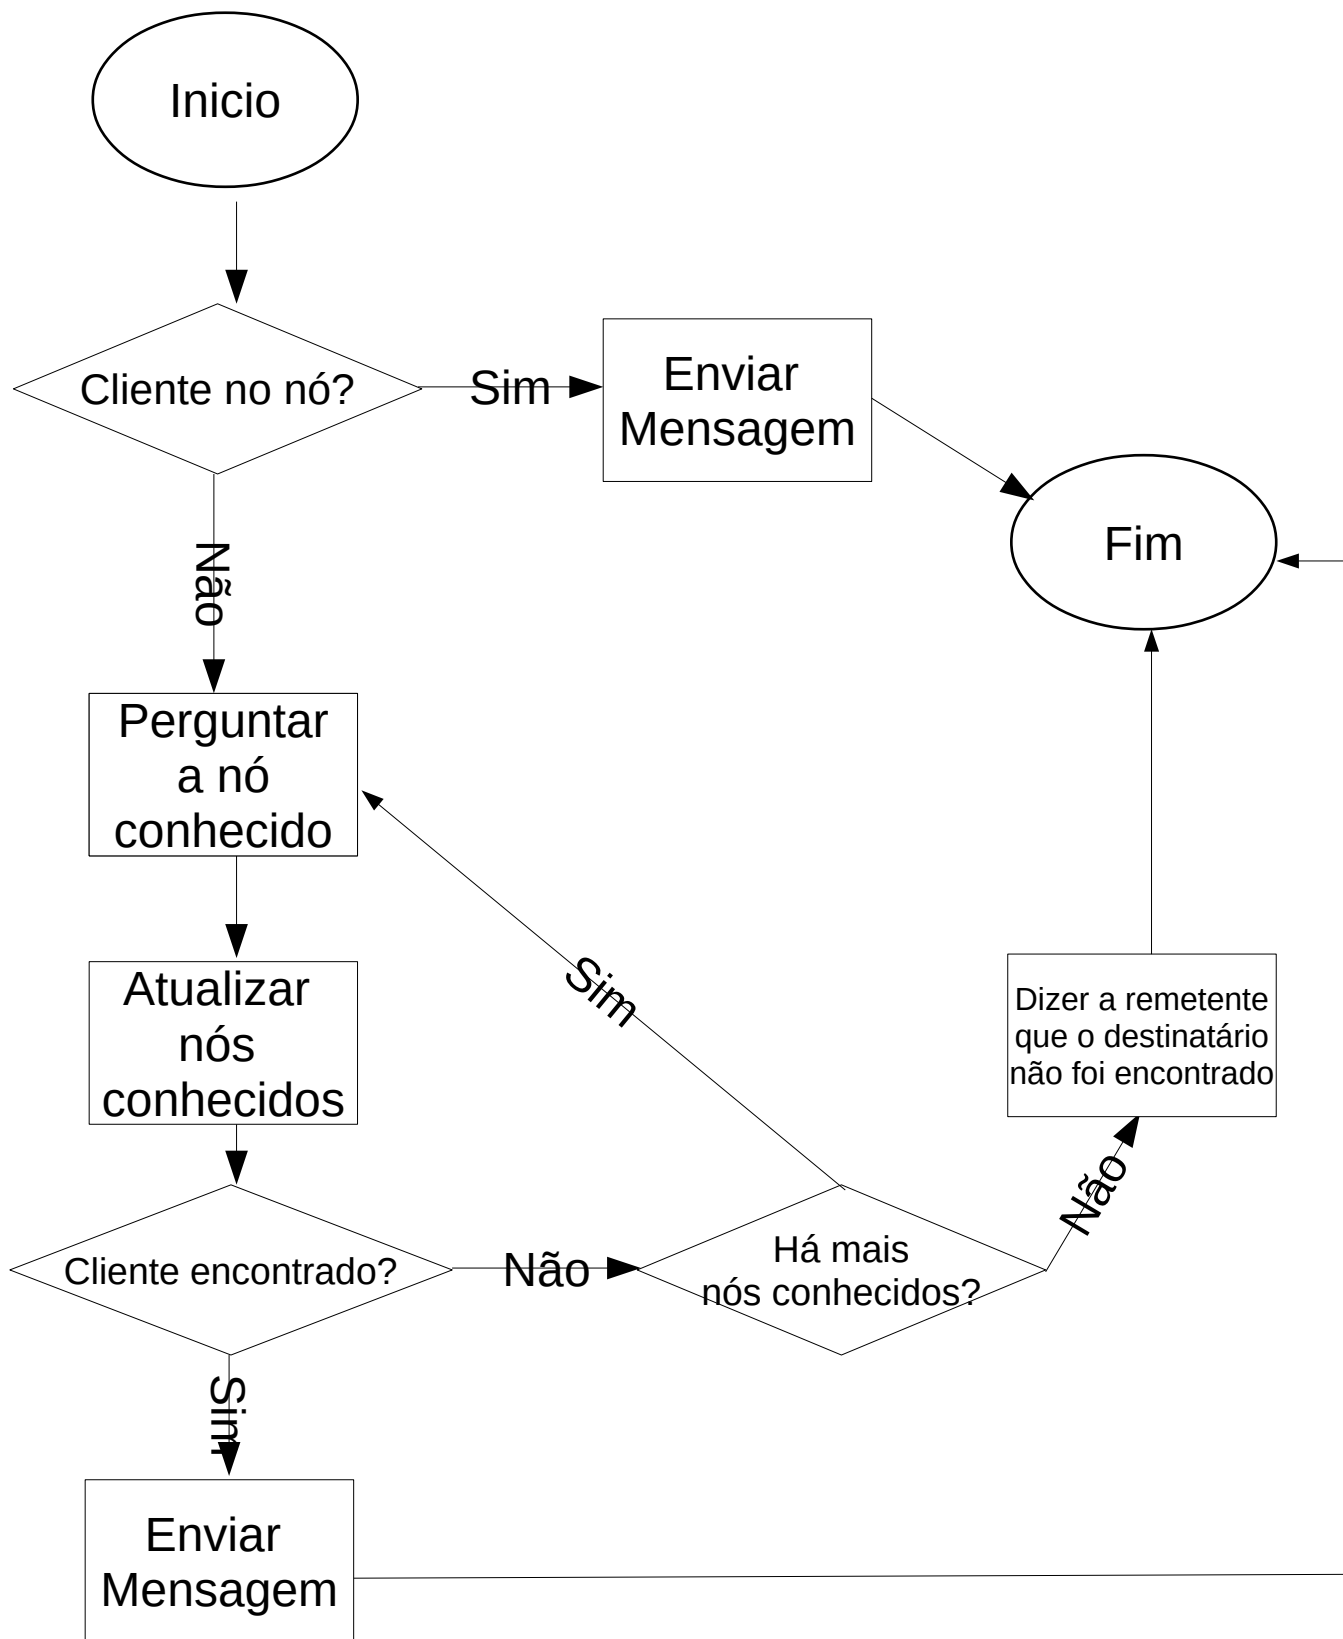 Inicio
Cliente no nó?
Sim
Enviar
Mensagem
Fim
Não
Perguntar
a nó
conhecido
Sim
Atualizar
nós
conhecidos
Dizer a remetente
que o destinatário
não foi encontrado
Não
Cliente encontrado?
Não
Há mais
nós conhecidos?
Sim
Enviar
Mensagem